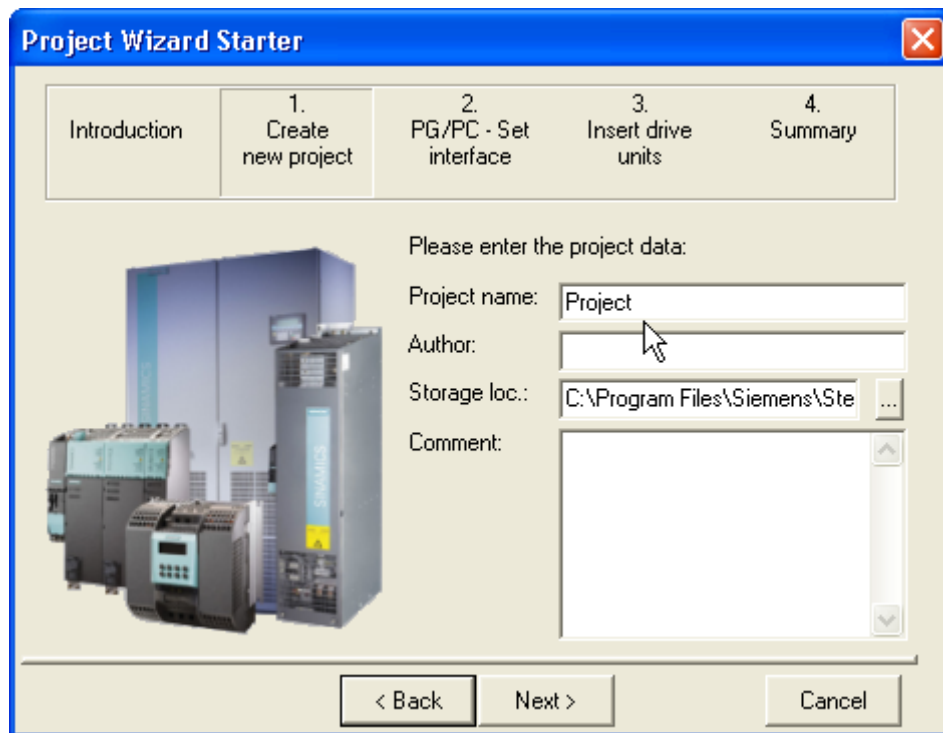 Project Wizard Starter
Introduction
1.
Create
new project
2.
PG/PC - Set
interface
3.
Insert drive
units
4.
Summary
Please enter the project data:
Project name: Project
Author:
Storage loc.: C:\Program Files\Siemens\Ste ...
Comment:
SINAMICS
SINAMICS
< Back Next > Cancel